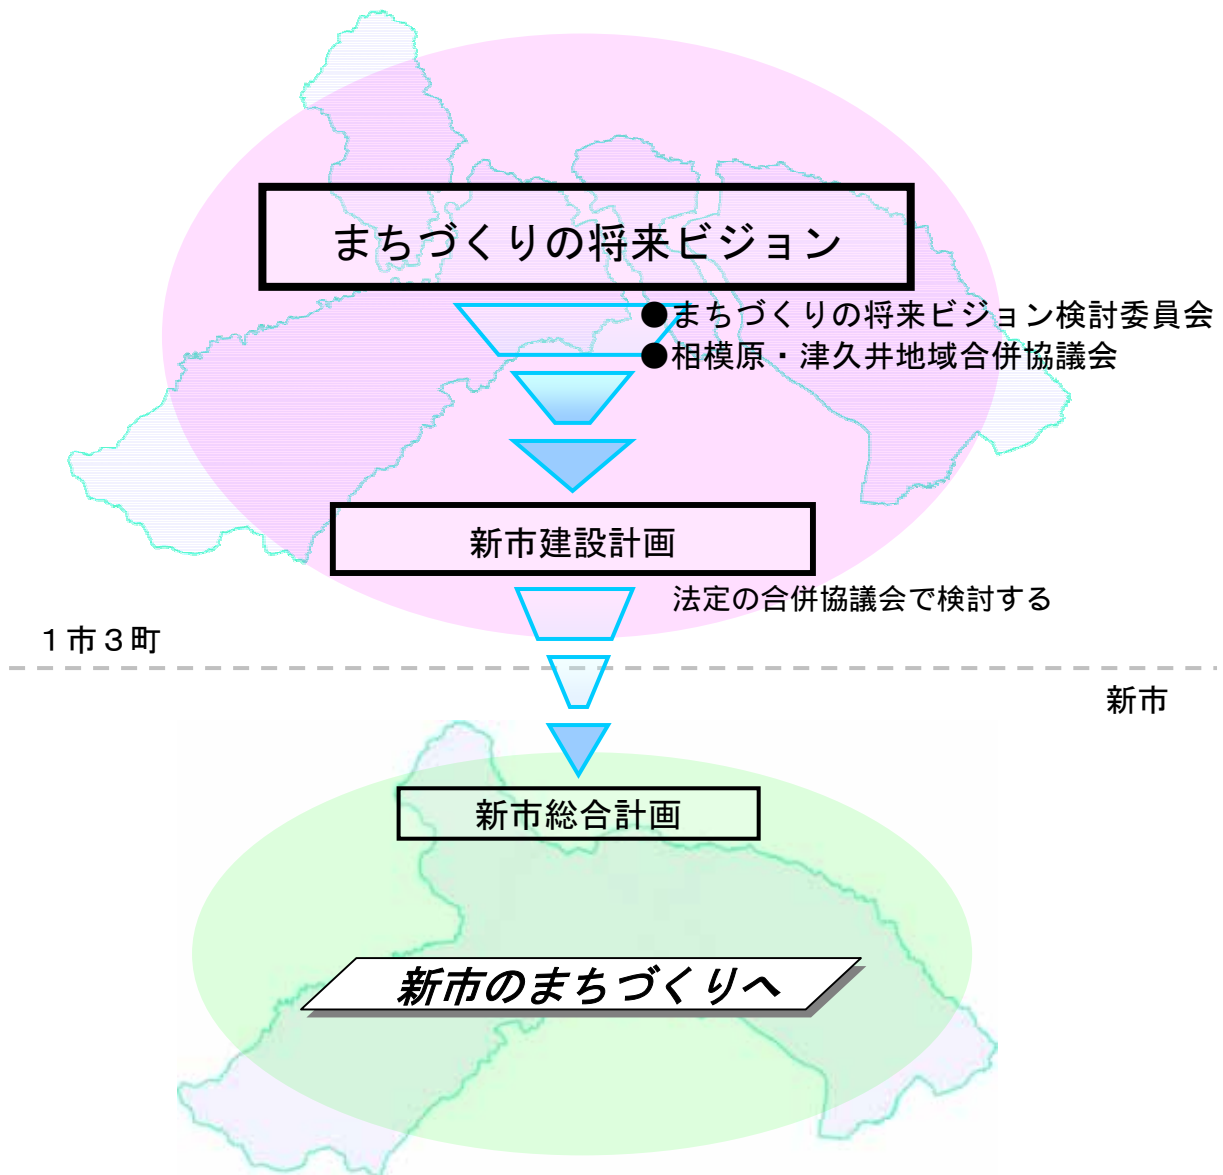 まちづくりの将来ビジョン
●まちづくりの将来ビジョン検討委員会
●相模原・津久井地域合併協議会
新市建設計画
法定の合併協議会で検討する
１市３町
新市
新市総合計画
新市のまちづくりへ